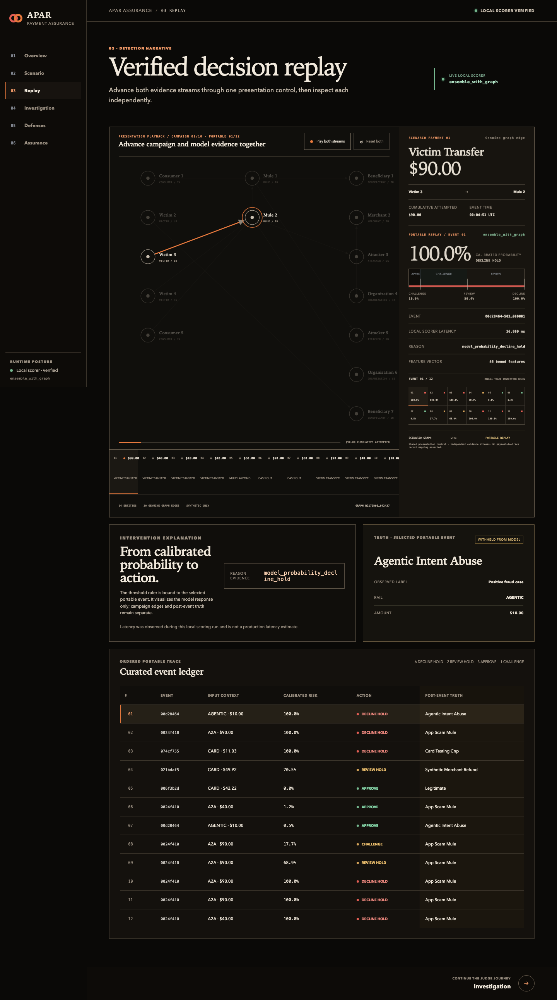 APAR
PAYMENT ASSURANCE
01 Overview
02 Scenario
03 Replay
04 Investigation
05 Defenses
06 Assurance
RUNTIME POSTURE
Local scorer · verified
ensemble_with_graph
APAR ASSURANCE / 03 REPLAY
LOCAL SCORER VERIFIED
03 · DETECTION NARRATIVE
Verified decision replay
Advance both evidence streams through one presentation control, then inspect each
independently.
LIVE LOCAL SCORER
ensemble_with_graph
PRESENTATION PLAYBACK / CAMPAIGN 01/10 · PORTABLE 01/12
Advance campaign and model evidence together
Play both streams
↺ Reset both
Consumer 1
CONSUMER / IN
Mule 1
MULE / IN
Beneficiary 1
BENEFICIARY / IN
Victim 2
VICTIM / US
Mule 2
MULE / IN
Merchant 2
MERCHANT / IN
Victim 3
VICTIM / IN
Attacker 3
ATTACKER / SG
Victim 4
VICTIM / SG
Organization 4
ORGANIZATION / IN
Consumer 5
CONSUMER / IN
Attacker 5
ATTACKER / GB
Organization 6
ORGANIZATION / SG
Beneficiary 7
BENEFICIARY / IN
$90.00 CUMULATIVE ATTEMPTED
01 $90.00 02 $40.00 03 $10.00 04 $10.00 05 $60.00 06 $90.00 07 $60.00 08 $90.00 09 $40.00 10 $10.00
VICTIM TRANSFER VICTIM TRANSFER VICTIM TRANSFER VICTIM TRANSFER MULE LAYERING CASH OUT CASH OUT VICTIM TRANSFER VICTIM TRANSFER VICTIM TRANSFER
14 ENTITIES 10 GENUINE GRAPH EDGES SYNTHETIC ONLY GRAPH B2172D95…042437
SCENARIO PAYMENT 01 Genuine graph edge
Victim Transfer
$90.00
Victim 3 → Mule 2
CUMULATIVE ATTEMPTED EVENT TIME
$90.00 00:04:51 UTC
PORTABLE REPLAY / EVENT 01 ensemble_with_graph
100.0% CALIBRATED PROBABILITY
DECLINE HOLD
APPRO CHALLENGE REVIEW
CHALLENGE REVIEW DECLINE
10.0% 50.4% 100.0%
EVENT 00d28464-503…000001
LOCAL SCORER LATENCY 16.809 ms
REASON model_probability_decline_hold
FEATURE VECTOR 46 bound features
EVENT 01 / 12 MANUAL TRACE INSPECTION BELOW
01 02 03 04 05 06
100.0% 100.0% 100.0% 70.5% 0.0% 1.2%
07 08 09 10 11 12
0.5% 17.7% 68.9% 100.0% 100.0% 100.0%
SCENARIO GRAPH WITH PORTABLE REPLAY
Shared presentation control · independent evidence streams. No payment-to-trace
record mapping asserted.
INTERVENTION EXPLANATION
From calibrated
probability to
action.
The threshold ruler is bound to the selected
portable event. It visualizes the model response
only; campaign edges and post-event truth
remain separate.
REASON
EVIDENCE
model_probability_decl
ine_hold
Latency was observed during this local scoring run and is not a production latency estimate.
TRUTH · SELECTED PORTABLE EVENT
WITHHELD FROM MODEL
Agentic Intent Abuse
OBSERVED LABEL Positive fraud case
RAIL AGENTIC
AMOUNT $10.00
ORDERED PORTABLE TRACE
Curated event ledger
6 DECLINE HOLD 2 REVIEW HOLD 3 APPROVE 1 CHALLENGE
# EVENT INPUT CONTEXT CALIBRATED RISK ACTION POST-EVENT TRUTH
01 00d28464 AGENTIC · $10.00 100.0% DECLINE HOLD Agentic Intent Abuse
02 0024f410 A2A · $90.00 100.0% DECLINE HOLD App Scam Mule
03 074cf755 CARD · $11.03 100.0% DECLINE HOLD Card Testing Cnp
04 021bdaf5 CARD · $49.92 70.5% REVIEW HOLD Synthetic Merchant Refund
05 006f3b2d CARD · $42.22 0.0% APPROVE Legitimate
06 0024f410 A2A · $40.00 1.2% APPROVE App Scam Mule
07 00d28464 AGENTIC · $10.00 0.5% APPROVE Agentic Intent Abuse
08 0024f410 A2A · $90.00 17.7% CHALLENGE App Scam Mule
09 0024f410 A2A · $90.00 68.9% REVIEW HOLD App Scam Mule
10 0024f410 A2A · $90.00 100.0% DECLINE HOLD App Scam Mule
11 0024f410 A2A · $90.00 100.0% DECLINE HOLD App Scam Mule
12 0024f410 A2A · $40.00 100.0% DECLINE HOLD App Scam Mule
CONTINUE THE JUDGE JOURNEY
Investigation →